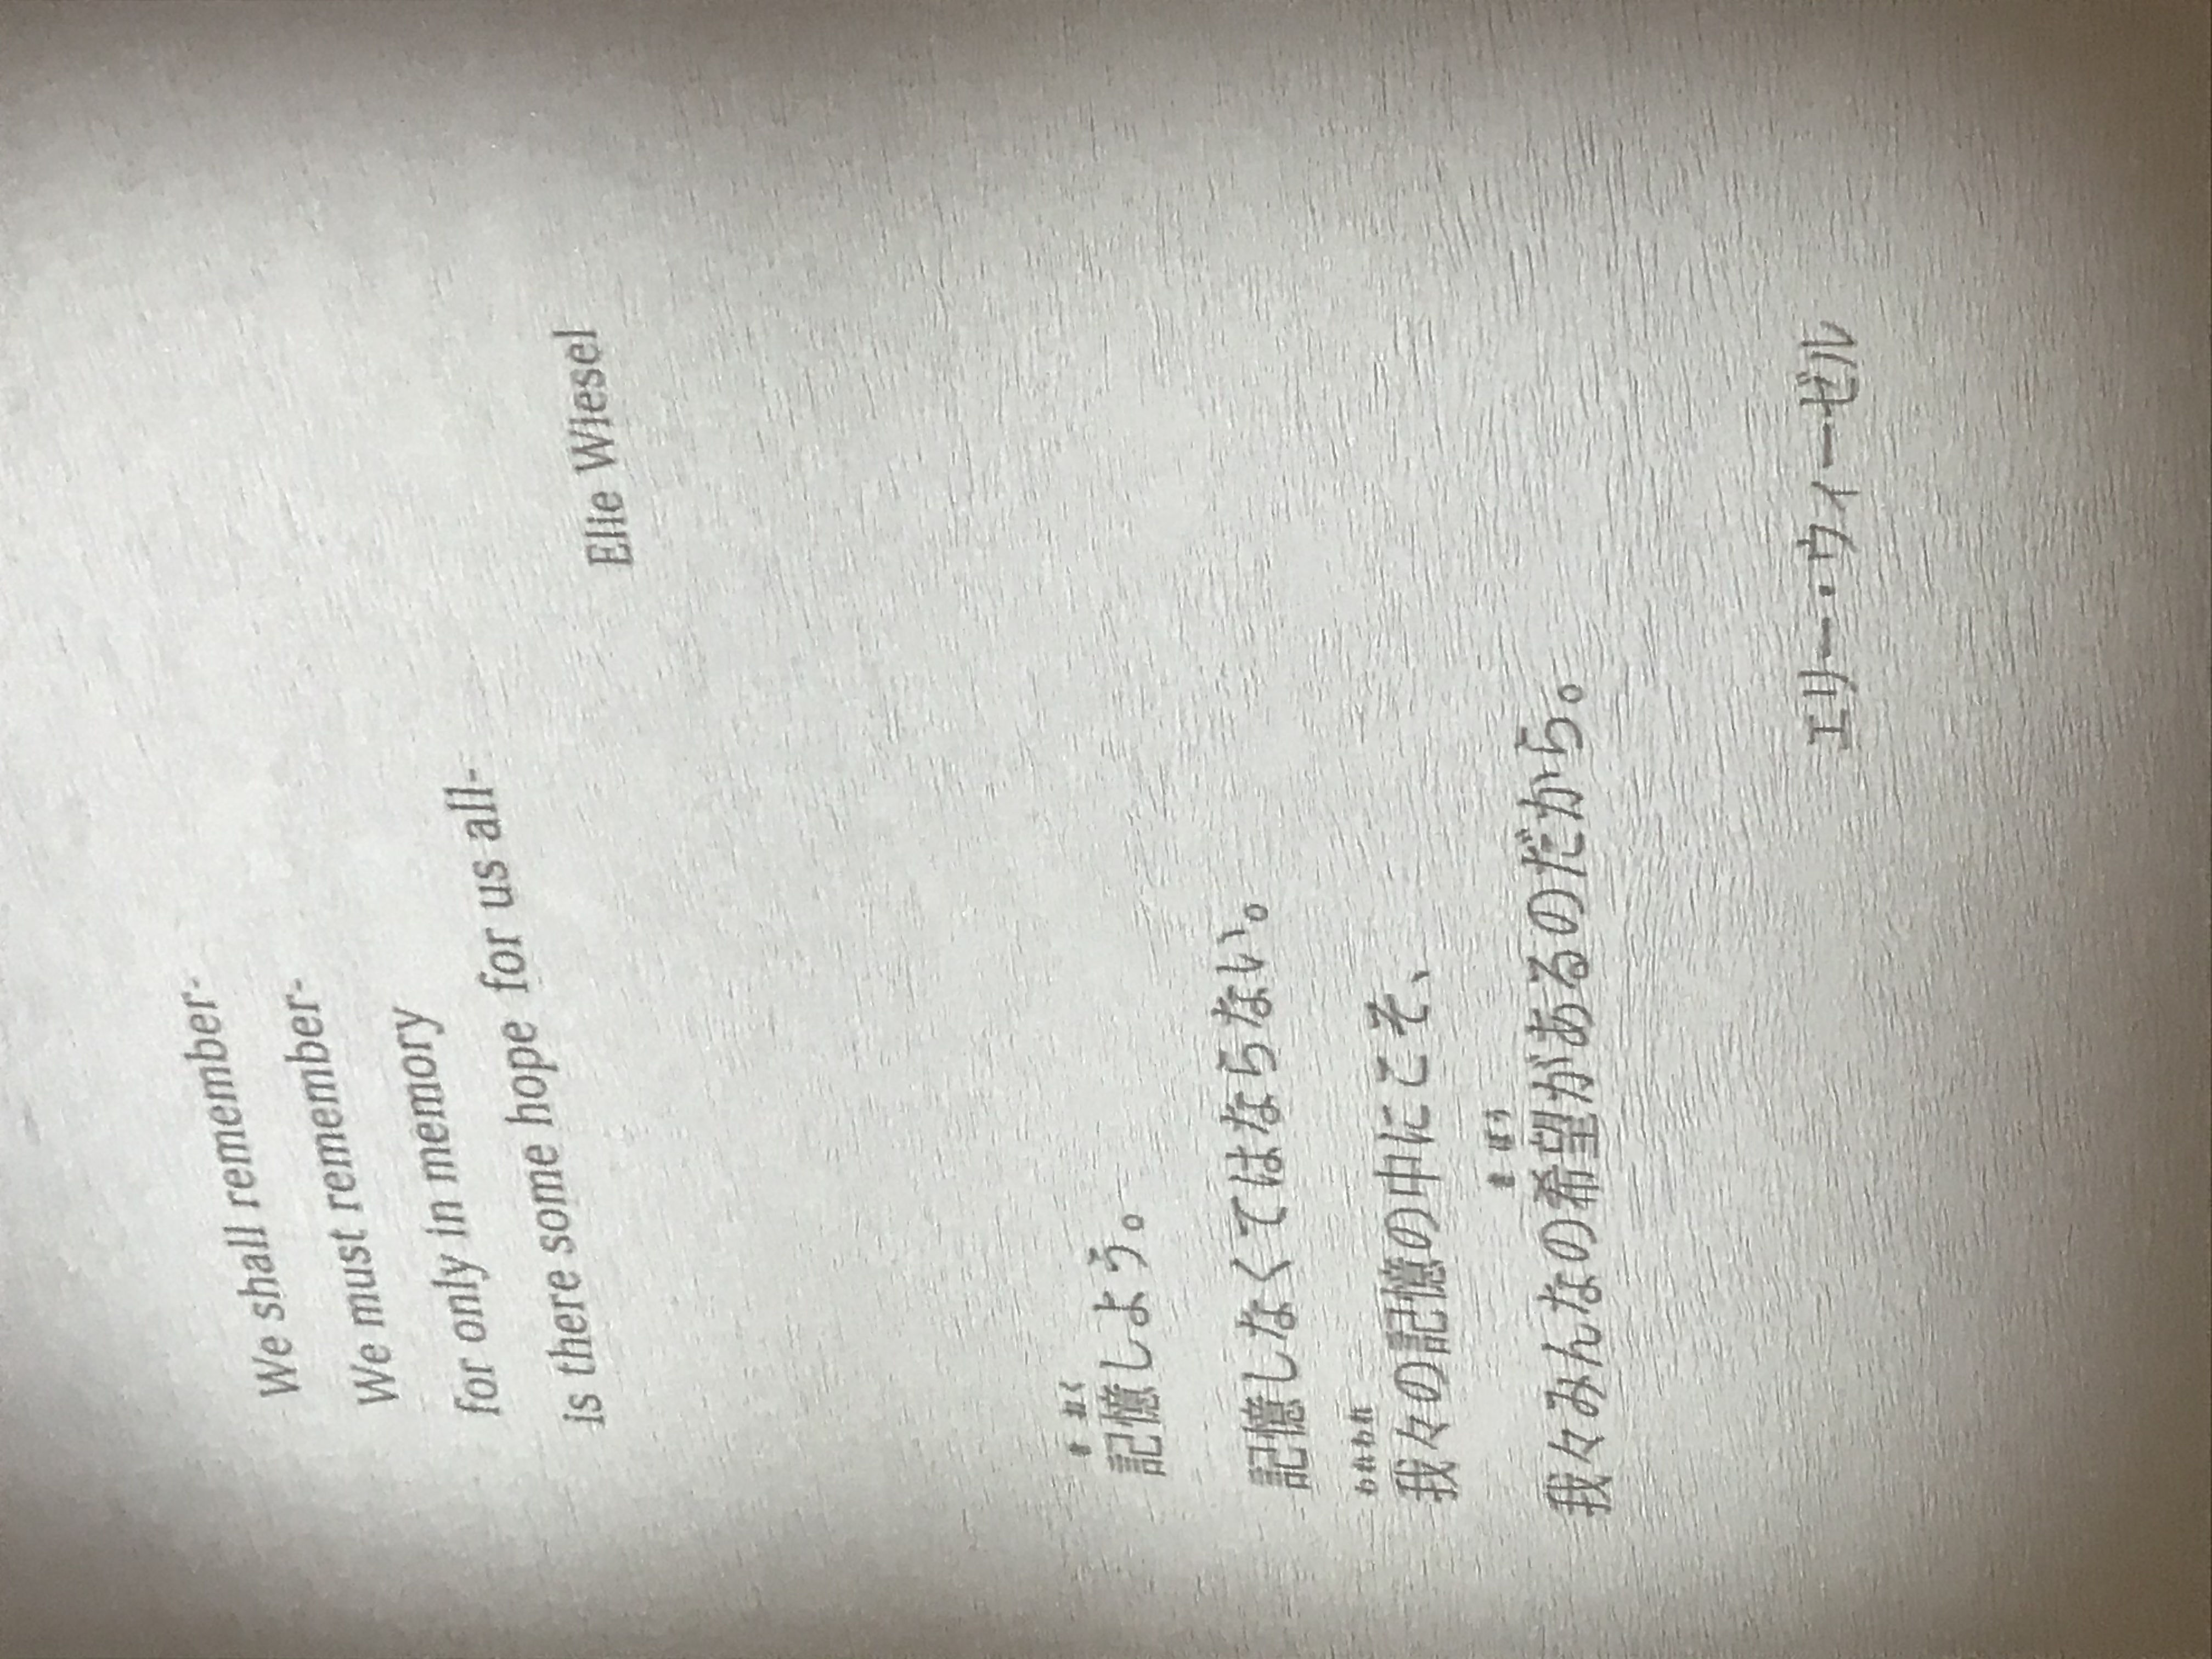 We shall remember-
We must remember-
for only in memory
is there some hope for us all-
Elie Wiesel
き おく
記憶しよう。
記憶しなくてはならない。
われわれ
我々の記憶の中にこそ、
き ぼう
我々みんなの希望があるのだから。
エリー・ウィーゼル